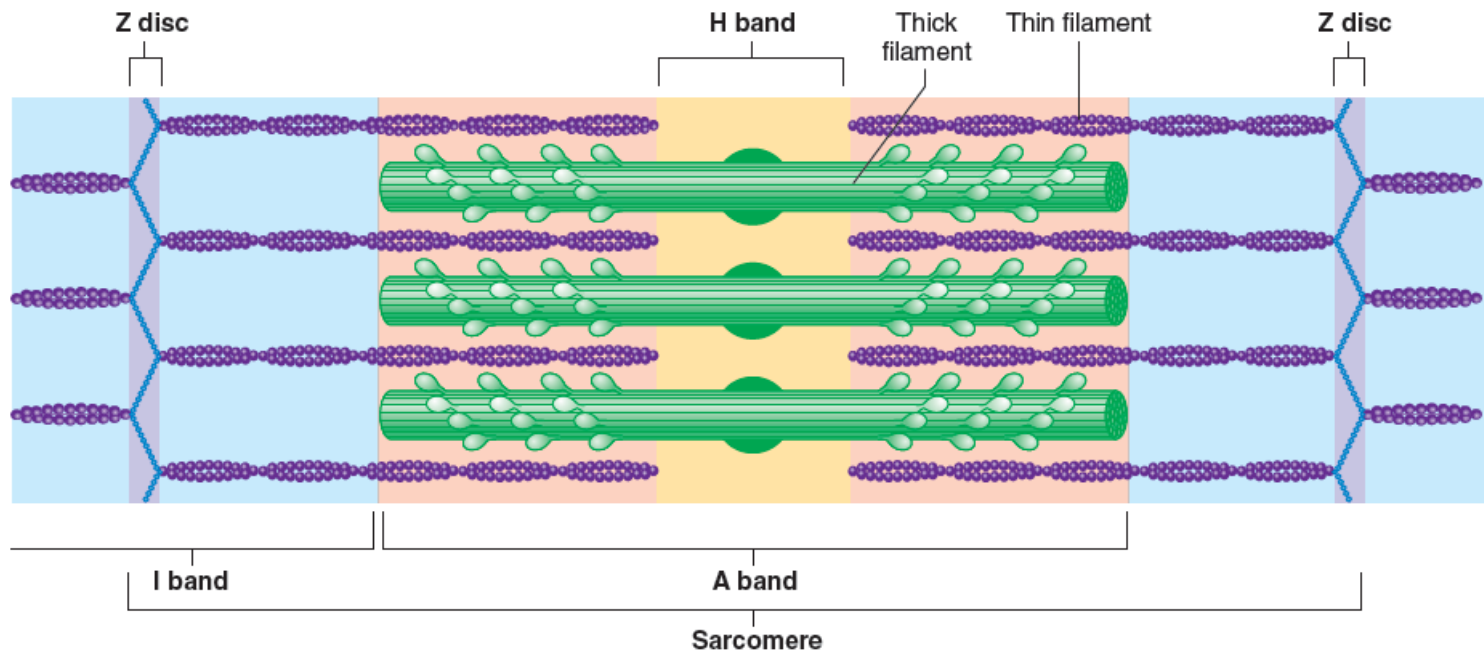 Z disc
H band
Thick
filament
Thin filament
Z disc
I band
A band
Sarcomere